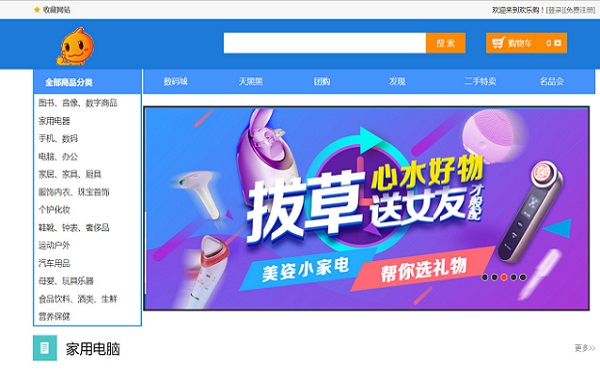 收藏网站
欢迎来到欢乐购！[登录][免费注册]
搜 索
购物车 0
全部商品分类
数码城 天黑黑 团购 发现 二手特卖 名品会
图书、音像、数字商品
家用电器
手机、数码
电脑、办公
家居、家具、厨具
服饰内衣、珠宝首饰
个护化妆
鞋靴、钟表、奢侈品
运动户外
汽车用品
母婴、玩具乐器
食品饮料、酒类、生鲜
营养保健
心水好物
拔草送女友才般配
美姿小家电
帮你选礼物
家用电脑
更多>>